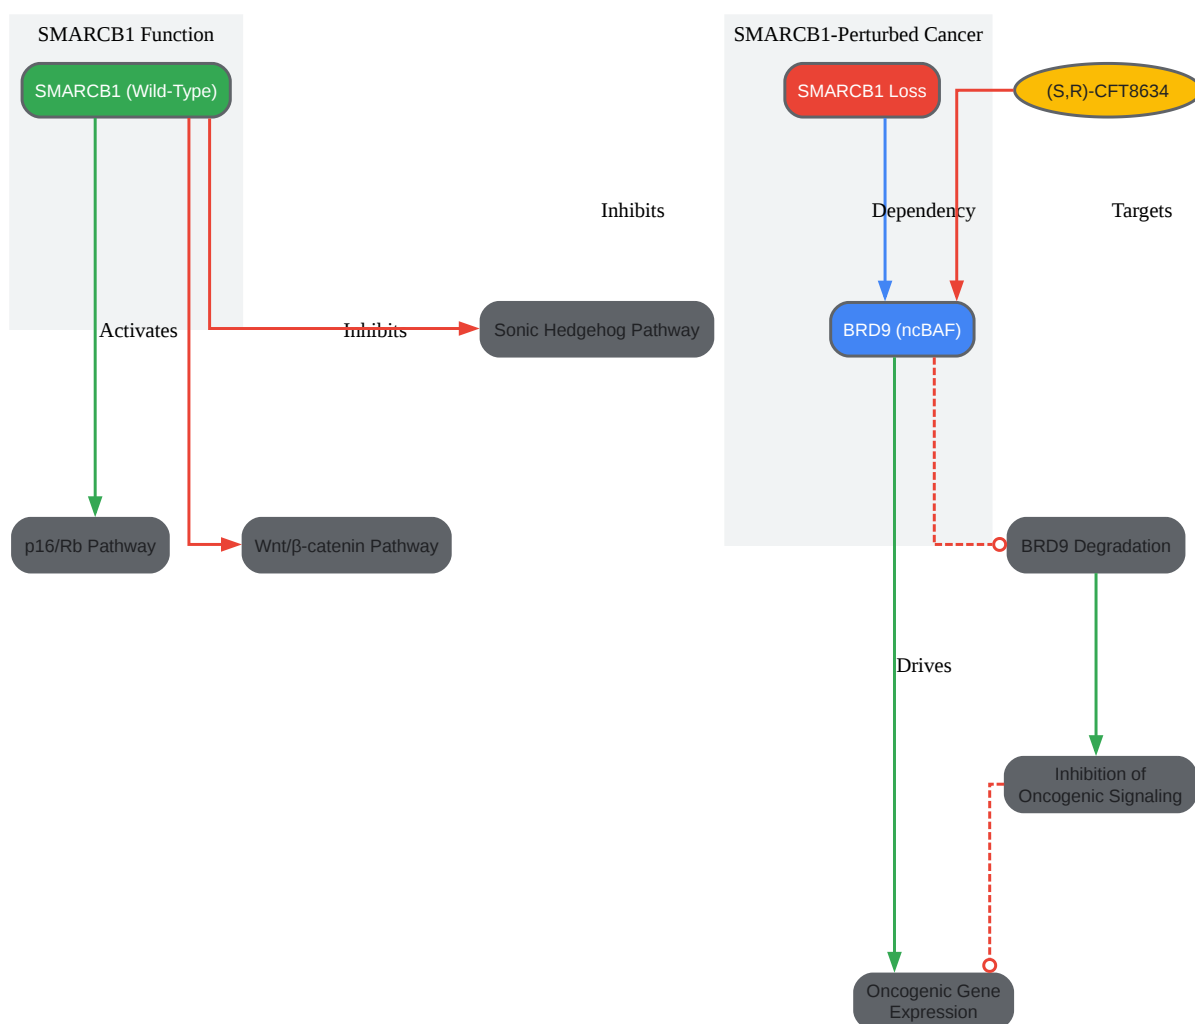 SMARCB1 Function
SMARCB1-Perturbed Cancer
SMARCB1 (Wild-Type)
SMARCB1 Loss
(S,R)-CFT8634
Inhibits
Dependency
Targets
Activates
Inhibits
Sonic Hedgehog Pathway
BRD9 (ncBAF)
p16/Rb Pathway
Wnt/β-catenin Pathway
BRD9 Degradation
Drives
Inhibition of
Oncogenic Signaling
Oncogenic Gene
Expression